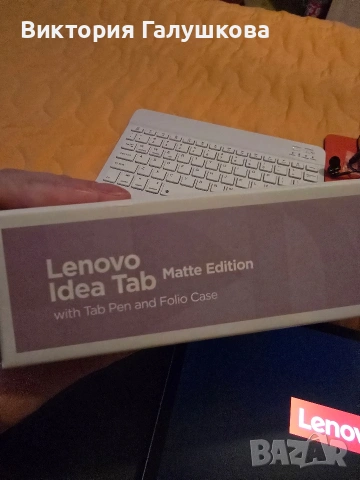 Виктория Галушкова
Lenovo
Idea Tab Matte Edition
with Tab Pen and Folio Case
Lenovo
BAZAR